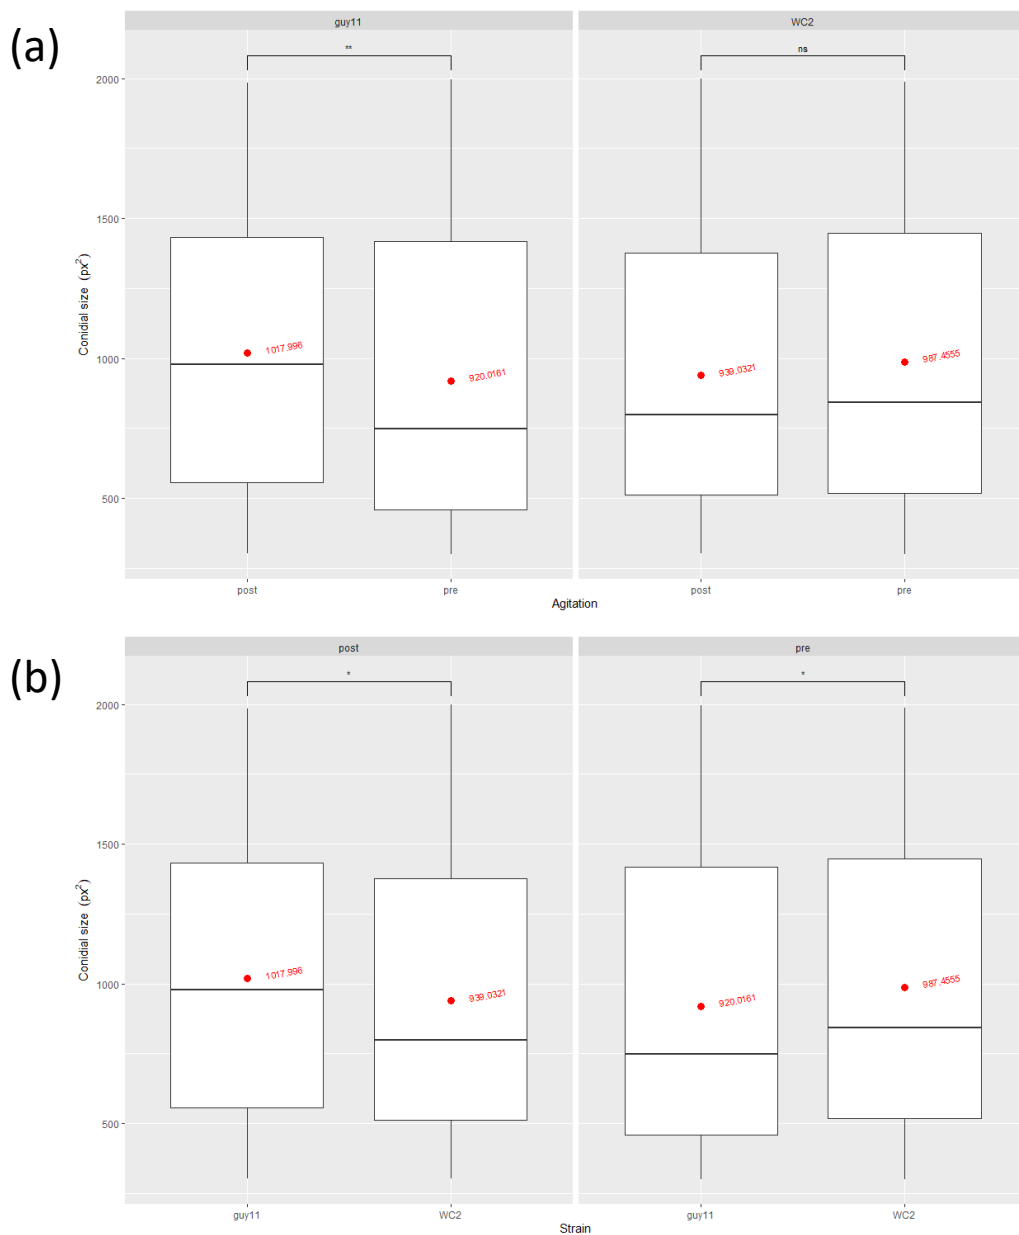 (a)
guy11
WC2
**
ns
2000
1500
1000
500
Conidial size (px²)
1017.996
920.0161
939.0321
987.4555
post
pre
post
pre
Agitation
(b)
post
pre
*
*
2000
1500
1000
500
Conidial size (px²)
1017.996
939.0321
920.0161
987.4555
guy11
WC2
guy11
WC2
Strain